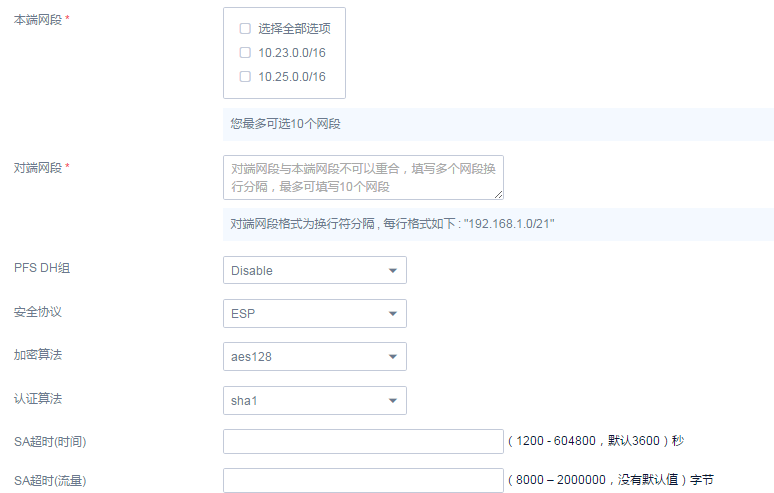 本端网段 *
选择全部选项
10.23.0.0/16
10.25.0.0/16
您最多可选10个网段
对端网段 *
对端网段与本端网段不可以重合，填写多个网段换
行分隔，最多可填写10个网段
对端网段格式为换行符分隔 , 每行格式如下 : "192.168.1.0/21"
PFS DH组
Disable
安全协议
ESP
加密算法
aes128
认证算法
sha1
SA超时(时间)
（1200 - 604800，默认3600）秒
SA超时(流量)
（8000 – 2000000，没有默认值）字节